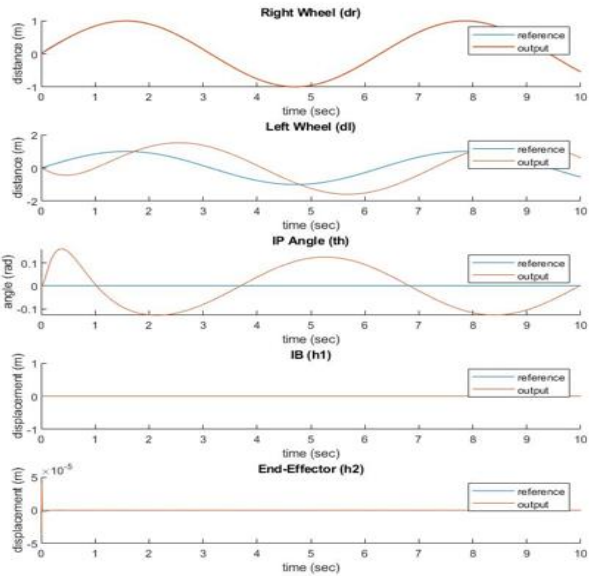 Right Wheel (dr)
distance (m)
1
0
-1
reference
output
0 1 2 3 4 5 6 7 8 9 10
time (sec)
Left Wheel (dl)
distance (m)
2
0
-2
reference
output
0 1 2 3 4 5 6 7 8 9 10
time (sec)
IP Angle (th)
angle (rad)
0.1
0
-0.1
reference
output
0 1 2 3 4 5 6 7 8 9 10
time (sec)
IB (h1)
displacement (m)
1
0
-1
reference
output
0 1 2 3 4 5 6 7 8 9 10
time (sec)
End-Effector (h2)
displacement (m)
×10⁻⁵
5
0
-5
reference
output
0 1 2 3 4 5 6 7 8 9 10
time (sec)